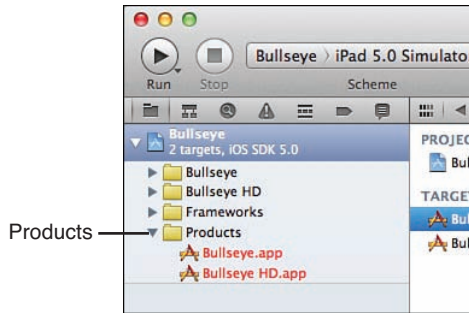 Bullseye iPad 5.0 Simulato
Run Stop Scheme
Bullseye
2 targets, iOS SDK 5.0
PROJEC
Bul
Bullseye
Bullseye HD
Frameworks
TARGE
Products
Products
Bul
Bullseye.app
Bul
Bullseye HD.app